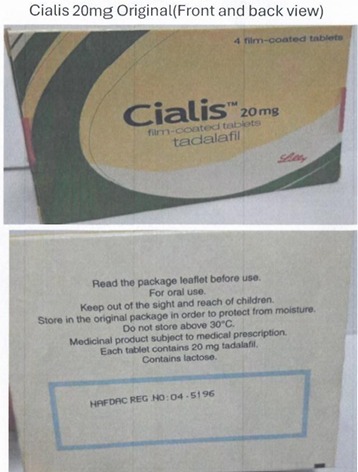 Cialis 20mg Original(Front and back view)
4 film-coated tablets
Cialis™ 20mg
film-coated tablets
tadalafil
Lilly
Read the package leaflet before use.
For oral use.
Keep out of the sight and reach of children.
Store in the original package in order to protect from moisture.
Do not store above 30°C.
Medicinal product subject to medical prescription.
Each tablet contains 20 mg tadalafil.
Contains lactose.
NAFDAC REG .NO: 04 - 5196